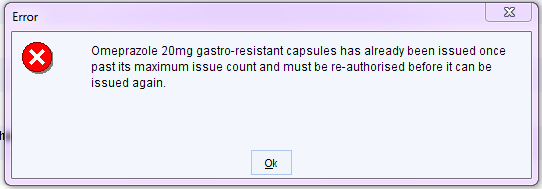 Error
Omeprazole 20mg gastro-resistant capsules has already been issued once
past its maximum issue count and must be re-authorised before it can be
issued again.
Ok